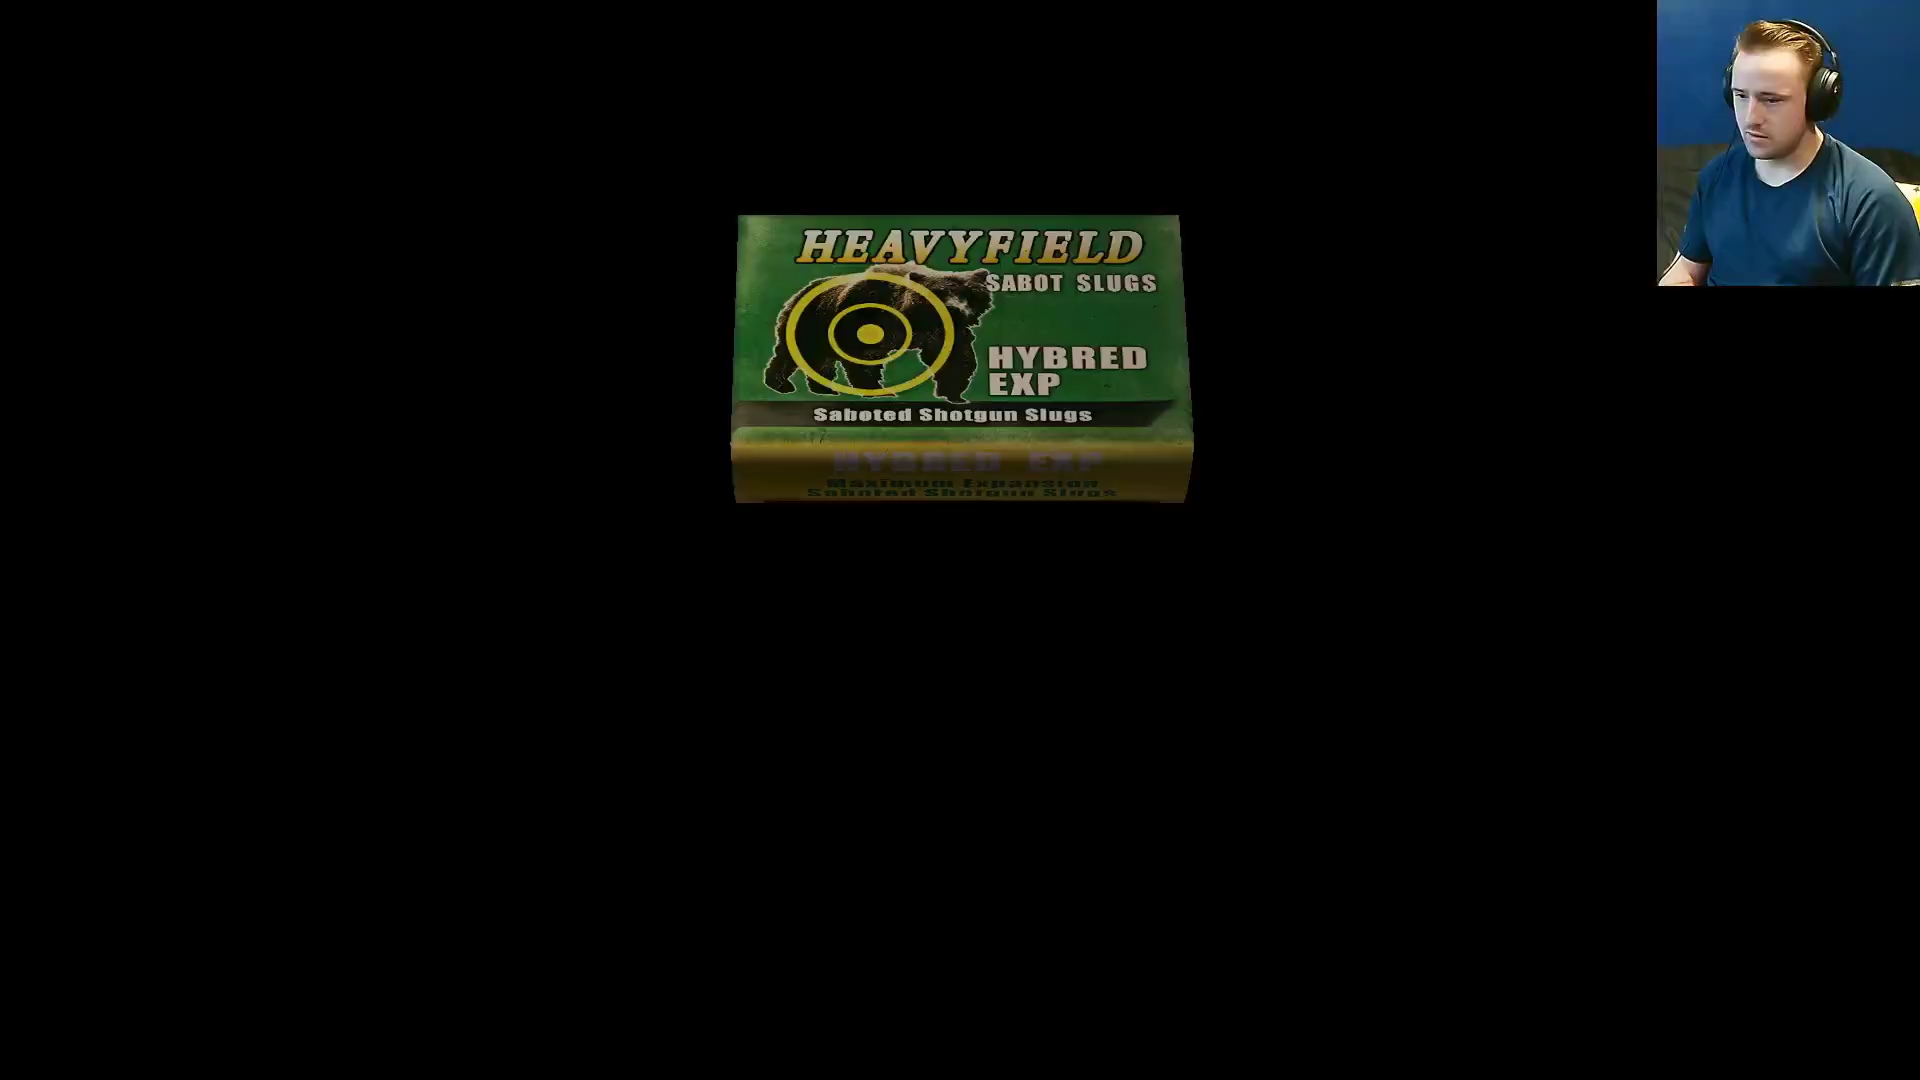 HEAVYFIELD
SABOT SLUGS
HYBRED
EXP
Saboted Shotgun Slugs
HYBRED EXP
Maximum Expansion
Saboted Shotgun Slugs